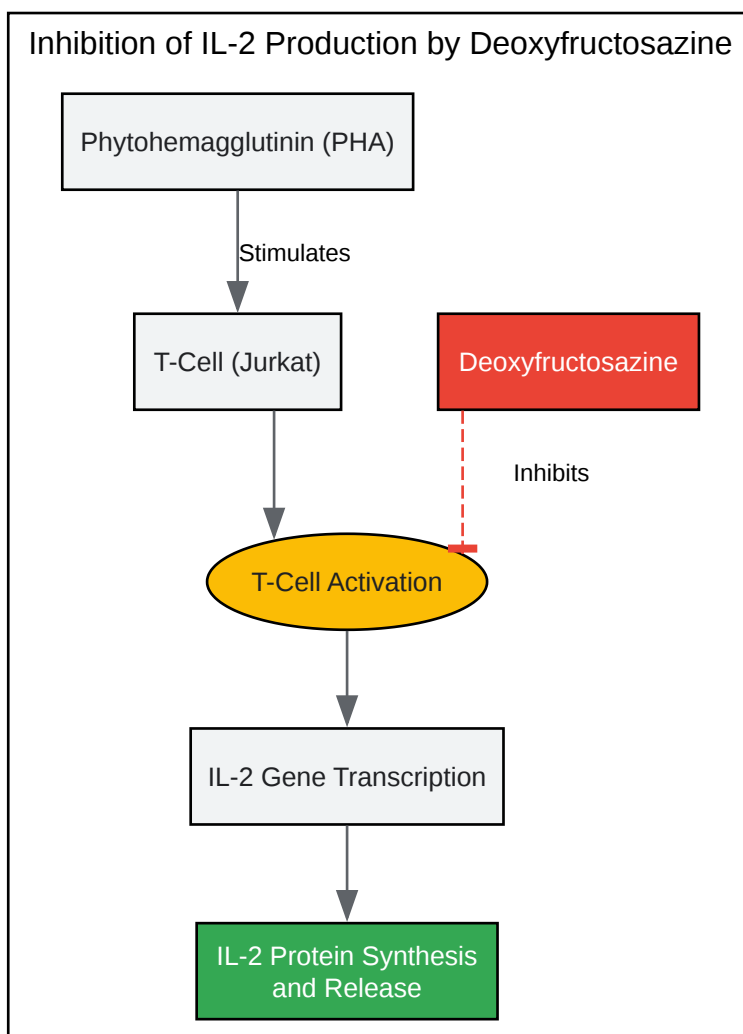 Inhibition of IL-2 Production by Deoxyfructosazine
Phytohemagglutinin (PHA)
Stimulates
T-Cell (Jurkat)
Deoxyfructosazine
Inhibits
T-Cell Activation
IL-2 Gene Transcription
IL-2 Protein Synthesis
and Release